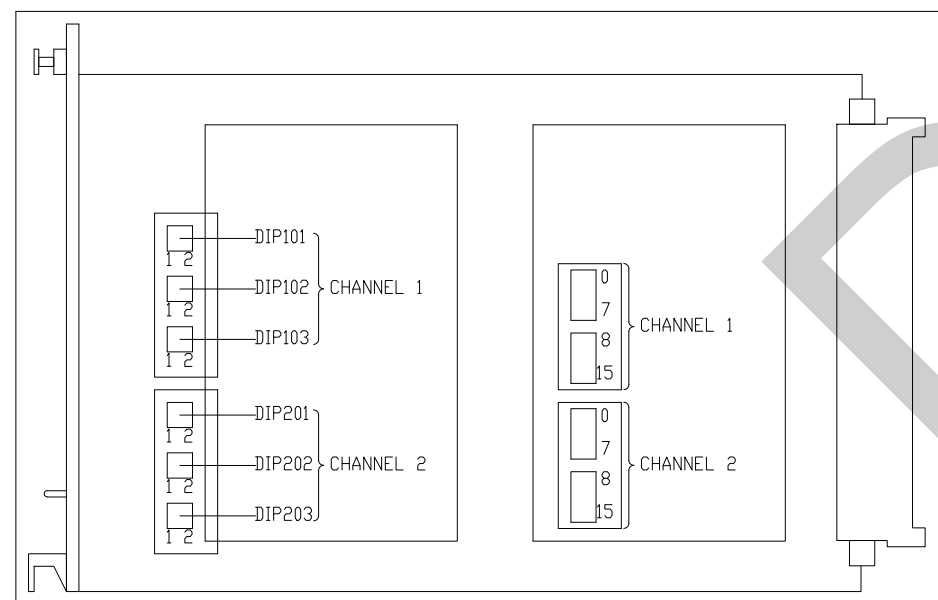 DIP101
1 2
DIP102
CHANNEL 1
1 2
DIP103
1 2
DIP201
1 2
DIP202
CHANNEL 2
1 2
DIP203
1 2
0
7
CHANNEL 1
8
15
0
7
CHANNEL 2
8
15